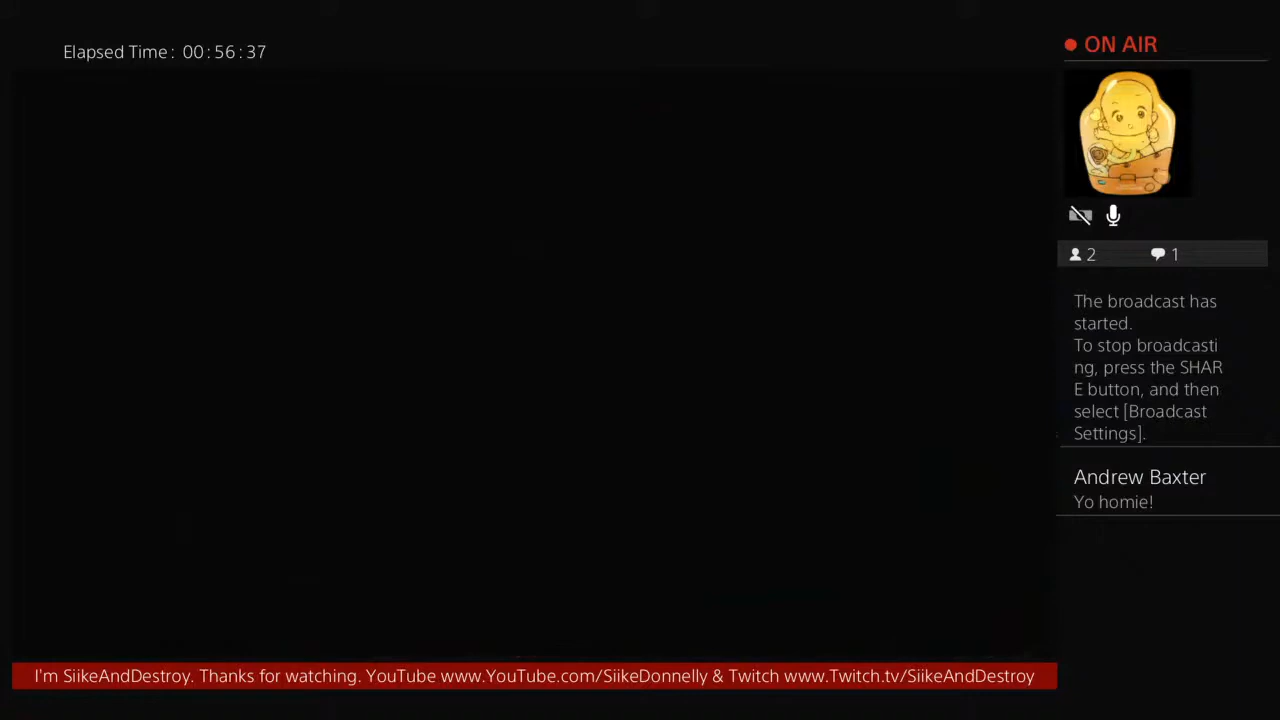 Elapsed Time: 00:56:37
ON AIR
2 1
The broadcast has
started.
To stop broadcasti
ng, press the SHAR
E button, and then
select [Broadcast
Settings].
Andrew Baxter
Yo homie!
I'm SiikeAndDestroy. Thanks for watching. YouTube www.YouTube.com/SiikeDonnelly & Twitch www.Twitch.tv/SiikeAndDestroy